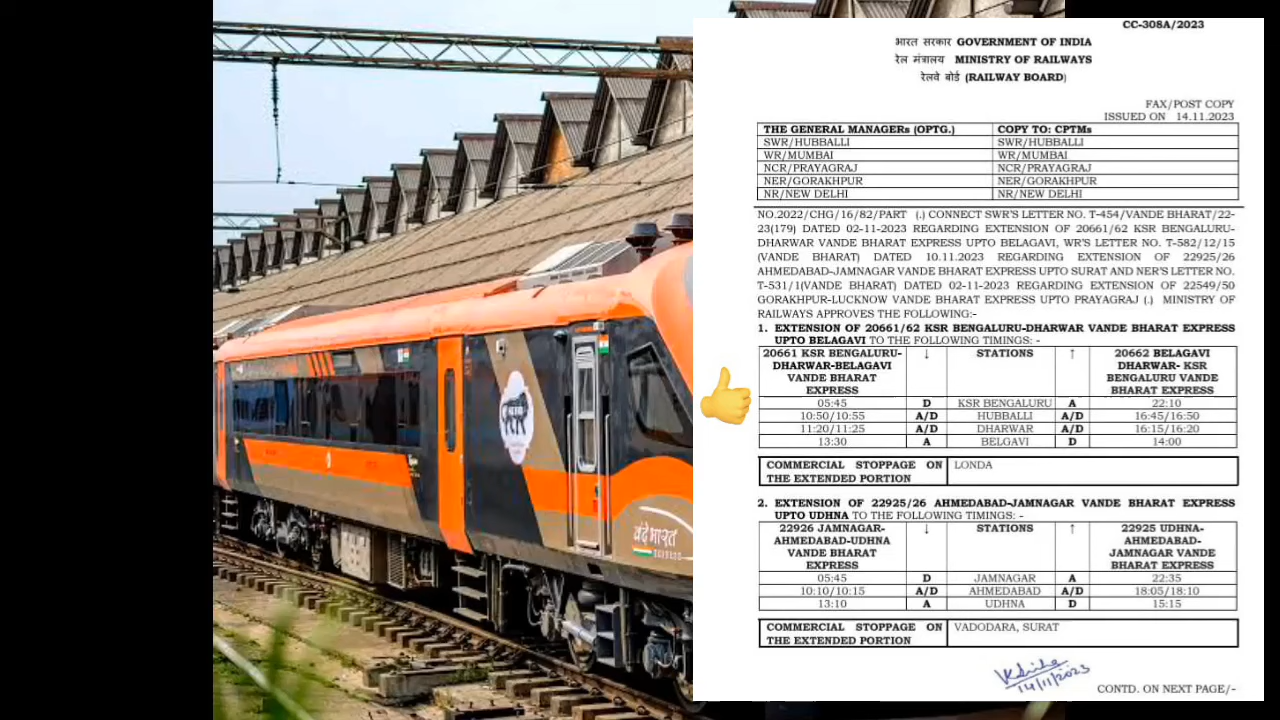 CC-308A/2023
भारत सरकार GOVERNMENT OF INDIA
रेल मंत्रालय MINISTRY OF RAILWAYS
रेलवे बोर्ड (RAILWAY BOARD)
FAX/POST COPY
ISSUED ON 14.11.2023
THE GENERAL MANAGERs (OPTG.) COPY TO: CPTMs
SWR/HUBBALLI SWR/HUBBALLI
WR/MUMBAI WR/MUMBAI
NCR/PRAYAGRAJ NCR/PRAYAGRAJ
NER/GORAKHPUR NER/GORAKHPUR
NR/NEW DELHI NR/NEW DELHI
NO.2022/CHG/16/82/PART (.) CONNECT SWR'S LETTER NO. T-454/VANDE BHARAT/22-
23(179) DATED 02-11-2023 REGARDING EXTENSION OF 20661/62 KSR BENGALURU-
DHARWAR VANDE BHARAT EXPRESS UPTO BELAGAVI, WR'S LETTER NO. T-582/12/15
(VANDE BHARAT) DATED 10.11.2023 REGARDING EXTENSION OF 22925/26
AHMEDABAD-JAMNAGAR VANDE BHARAT EXPRESS UPTO SURAT AND NER'S LETTER NO.
T-531/1(VANDE BHARAT) DATED 02-11-2023 REGARDING EXTENSION OF 22549/50
GORAKHPUR-LUCKNOW VANDE BHARAT EXPRESS UPTO PRAYAGRAJ (.) MINISTRY OF
RAILWAYS APPROVES THE FOLLOWING:-
1. EXTENSION OF 20661/62 KSR BENGALURU-DHARWAR VANDE BHARAT EXPRESS
UPTO BELAGAVI TO THE FOLLOWING TIMINGS: -
20661 KSR BENGALURU- ↓ STATIONS ↑ 20662 BELAGAVI
DHARWAR-BELAGAVI DHARWAR- KSR
VANDE BHARAT BENGALURU VANDE
EXPRESS BHARAT EXPRESS
05:45 D KSR BENGALURU A 22:10
10:50/10:55 A/D HUBBALLI A/D 16:45/16:50
11:20/11:25 A/D DHARWAR A/D 16:15/16:20
13:30 A BELGAVI D 14:00
COMMERCIAL STOPPAGE ON LONDA
THE EXTENDED PORTION
2. EXTENSION OF 22925/26 AHMEDABAD-JAMNAGAR VANDE BHARAT EXPRESS
UPTO UDHNA TO THE FOLLOWING TIMINGS: -
22926 JAMNAGAR- ↓ STATIONS ↑ 22925 UDHNA-
AHMEDABAD-UDHNA AHMEDABAD-
VANDE BHARAT JAMNAGAR VANDE
EXPRESS BHARAT EXPRESS
05:45 D JAMNAGAR A 22:35
10:10/10:15 A/D AHMEDABAD A/D 18:05/18:10
13:10 A UDHNA D 15:15
COMMERCIAL STOPPAGE ON VADODARA, SURAT
THE EXTENDED PORTION
14/11/2023
CONTD. ON NEXT PAGE/-
वंदे भारत
EXPRESS